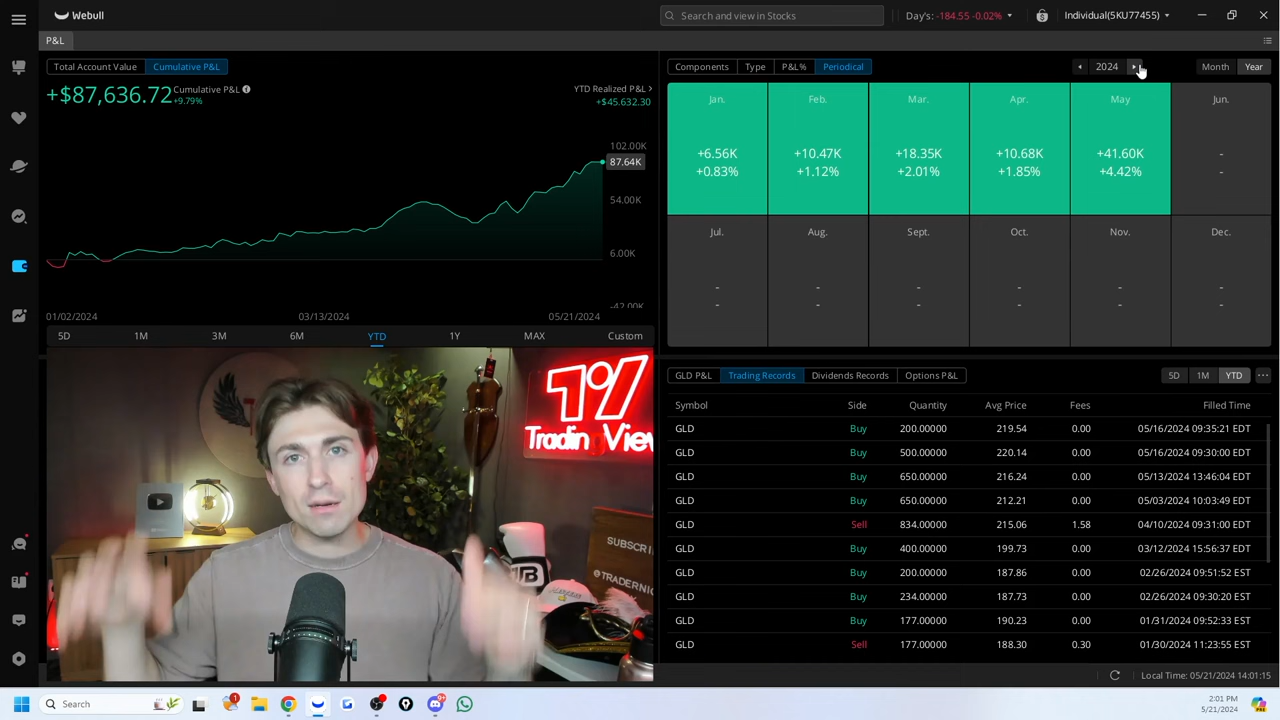 Webull
Search and view in Stocks
Day's: -184.55 -0.02%
Individual(5KU77455)
P&L
Total Account Value
Cumulative P&L
+$87,636.72
Cumulative P&L
+9.79%
YTD Realized P&L
+$45.632.30
102.00K
87.64K
54.00K
6.00K
-42.00K
01/02/2024
03/13/2024
05/21/2024
5D
1M
3M
6M
YTD
1Y
MAX
Custom
Components
Type
P&L%
Periodical
2024
Month
Year
Jan.
Feb.
Mar.
Apr.
May
Jun.
+6.56K
+10.47K
+18.35K
+10.68K
+41.60K
-
+0.83%
+1.12%
+2.01%
+1.85%
+4.42%
-
Jul.
Aug.
Sept.
Oct.
Nov.
Dec.
- - - - - -
- - - - - -
1%
Trading View
SUBSCRI
@TRADERNIC
GLD P&L
Trading Records
Dividends Records
Options P&L
5D
1M
YTD
Symbol Side Quantity Avg Price Fees Filled Time
GLD Buy 200.00000 219.54 0.00 05/16/2024 09:35:21 EDT
GLD Buy 500.00000 220.14 0.00 05/16/2024 09:30:00 EDT
GLD Buy 650.00000 216.24 0.00 05/13/2024 13:46:04 EDT
GLD Buy 650.00000 212.21 0.00 05/03/2024 10:03:49 EDT
GLD Sell 834.00000 215.06 1.58 04/10/2024 09:31:00 EDT
GLD Buy 400.00000 199.73 0.00 03/12/2024 15:56:37 EDT
GLD Buy 200.00000 187.86 0.00 02/26/2024 09:51:52 EST
GLD Buy 234.00000 187.73 0.00 02/26/2024 09:30:20 EST
GLD Buy 177.00000 190.23 0.00 01/31/2024 09:52:33 EST
GLD Sell 177.00000 188.30 0.30 01/30/2024 11:23:55 EST
Local Time: 05/21/2024 14:01:15
Search
2:01 PM
5/21/2024